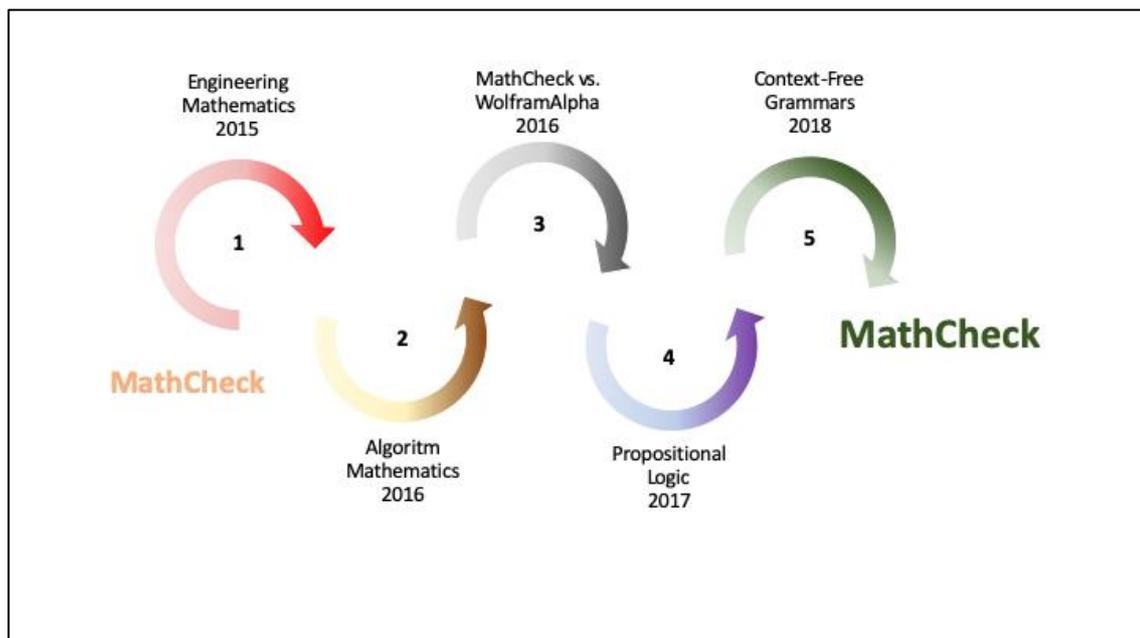 Engineering
Mathematics
2015
1
MathCheck
2
Algoritm
Mathematics
2016
MathCheck vs.
WolframAlpha
2016
3
4
Propositional
Logic
2017
Context-Free
Grammars
2018
5
MathCheck